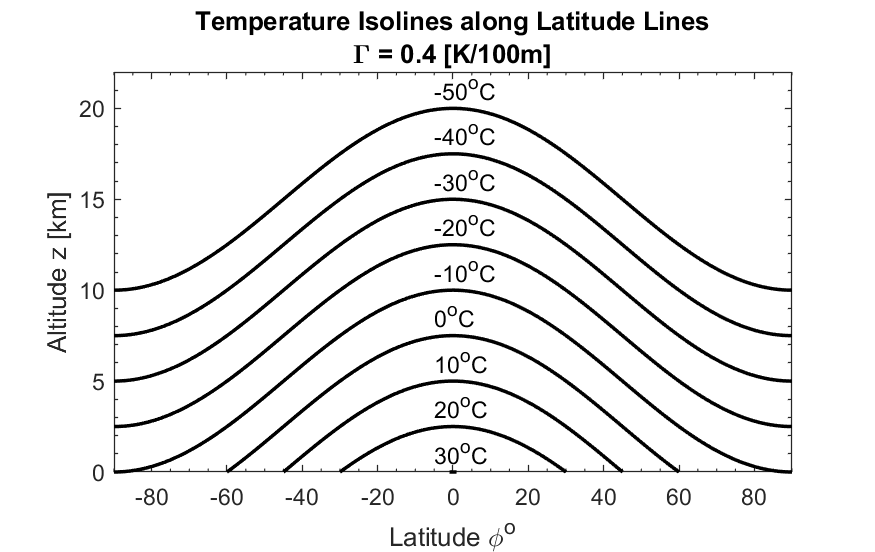 Temperature Isolines along Latitude Lines
Γ = 0.4 [K/100m]
-50°C
-40°C
-30°C
-20°C
-10°C
0°C
10°C
20°C
30°C
20
15
10
5
0
Altitude z [km]
-80 -60 -40 -20 0 20 40 60 80
Latitude ϕ°